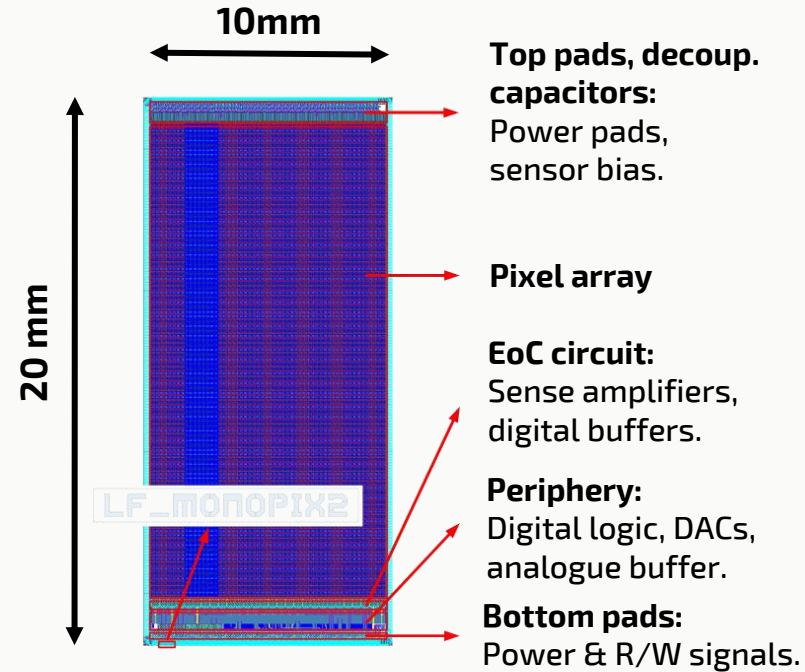 10mm
20 mm
Top pads, decoup.
capacitors:
Power pads,
sensor bias.
Pixel array
EoC circuit:
Sense amplifiers,
digital buffers.
LF_MONOPIX2
Periphery:
Digital logic, DACs,
analogue buffer.
Bottom pads:
Power & R/W signals.